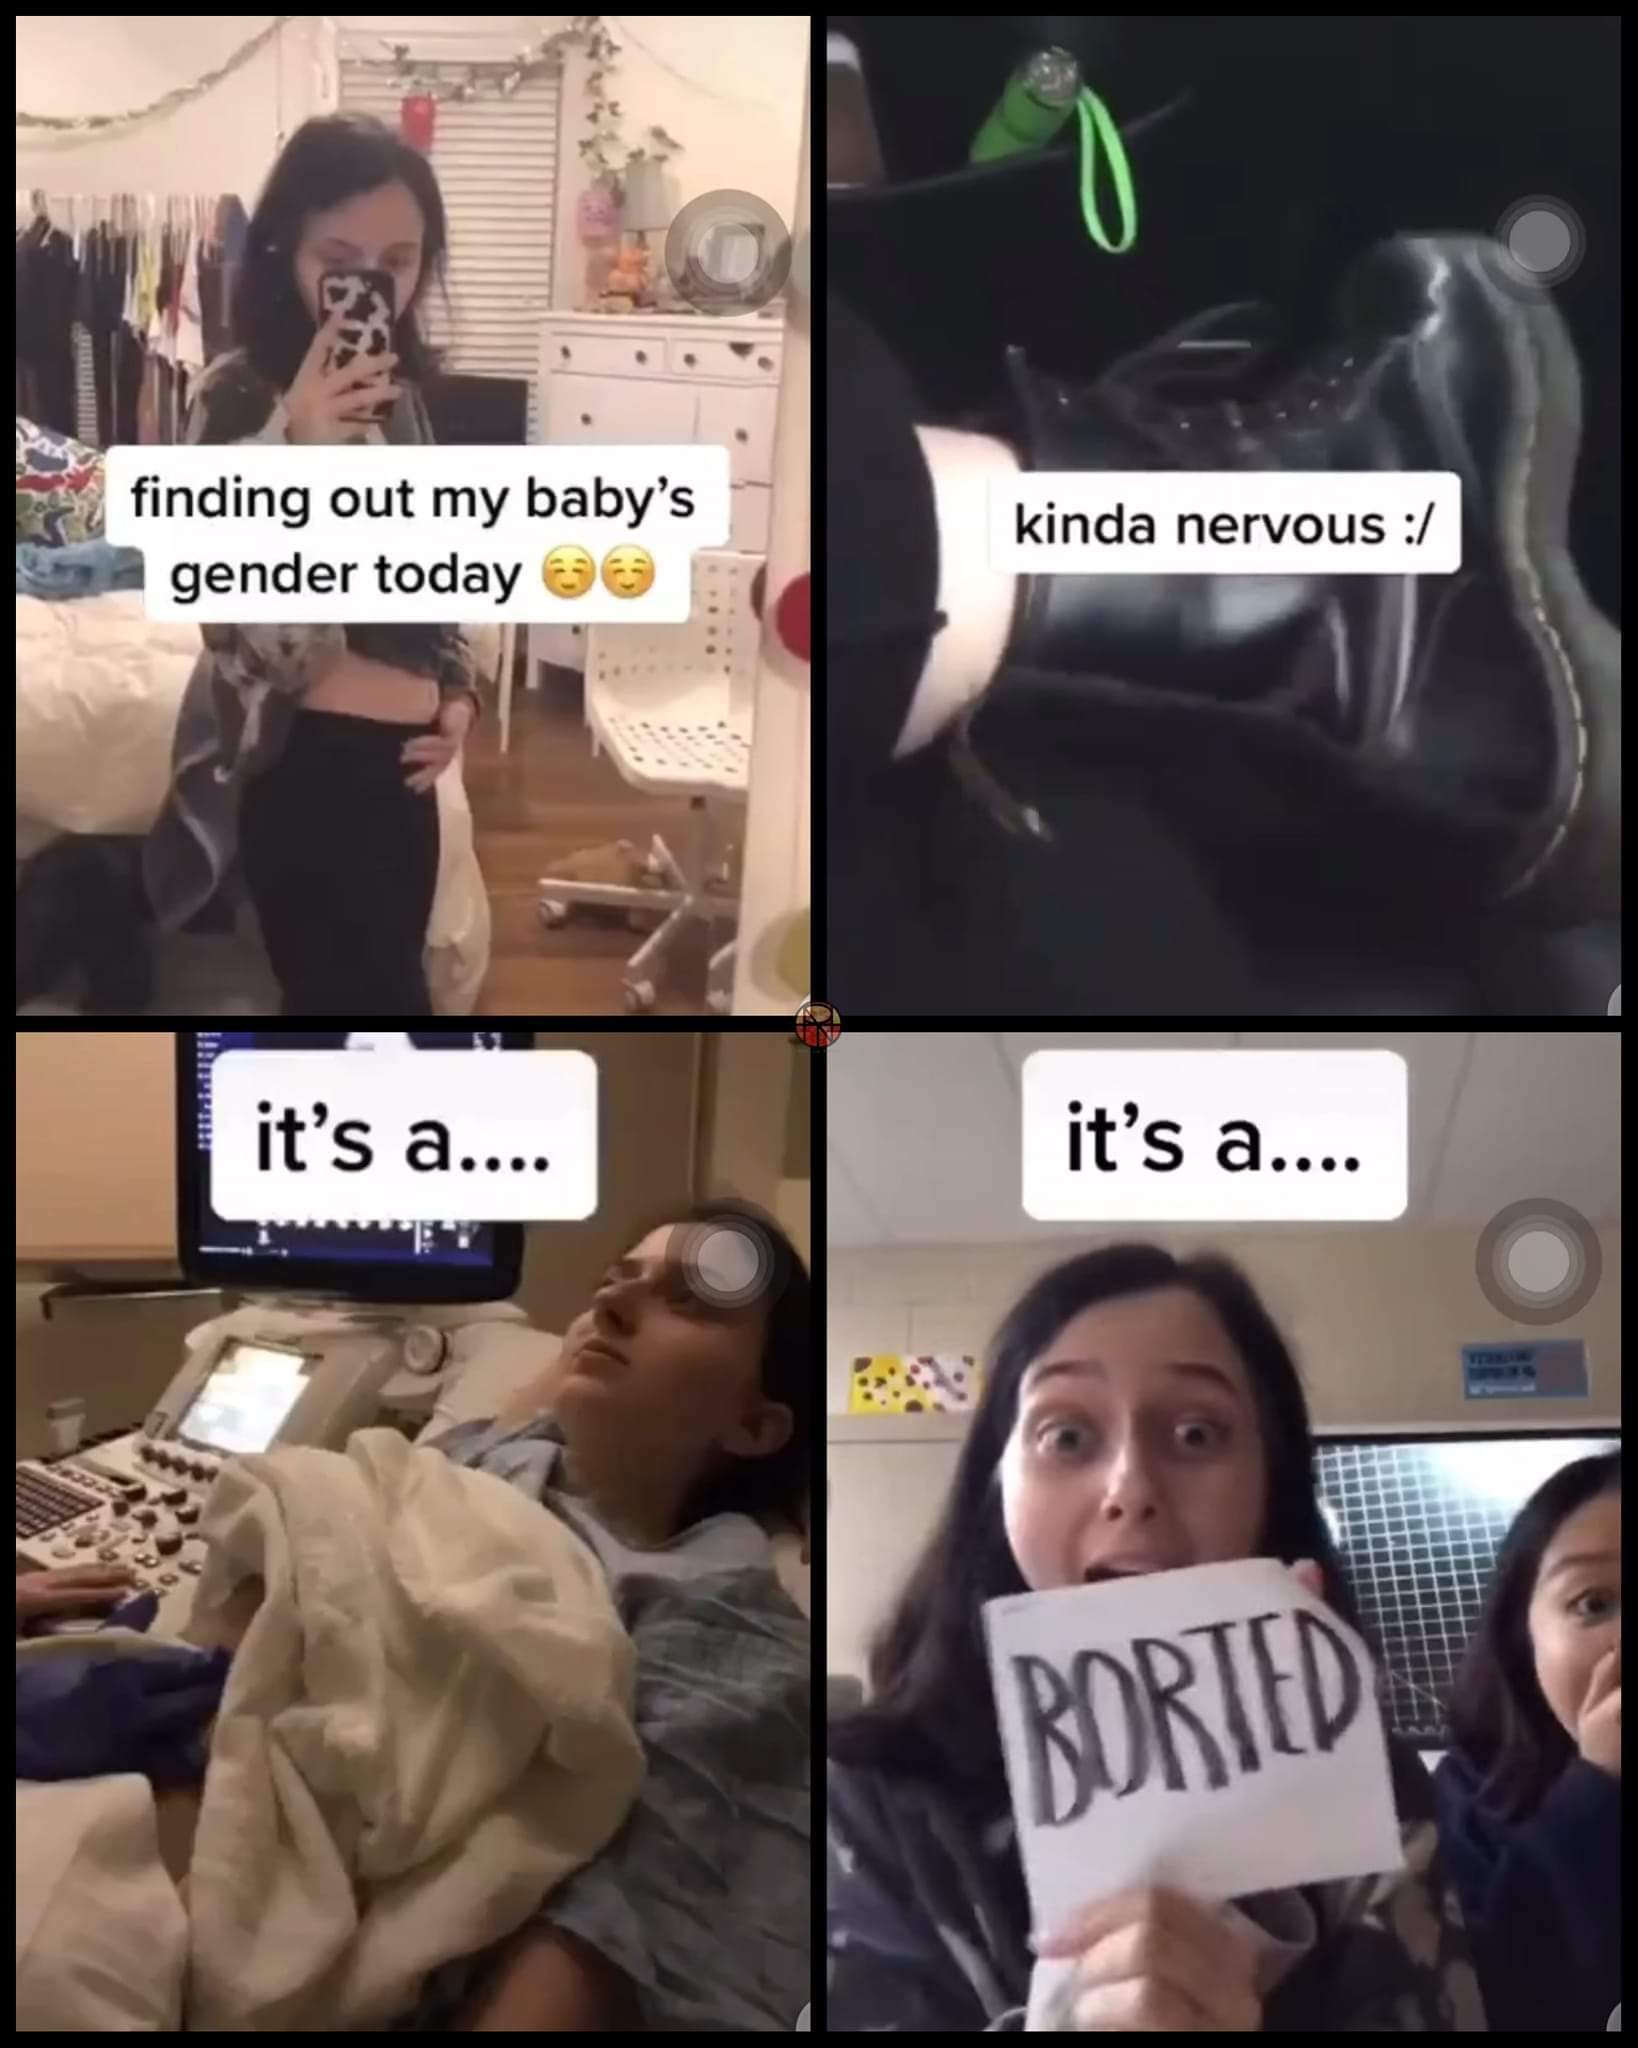 finding out my baby's
gender today ☺️☺️
kinda nervous :/
it's a....
it's a....
BORTED